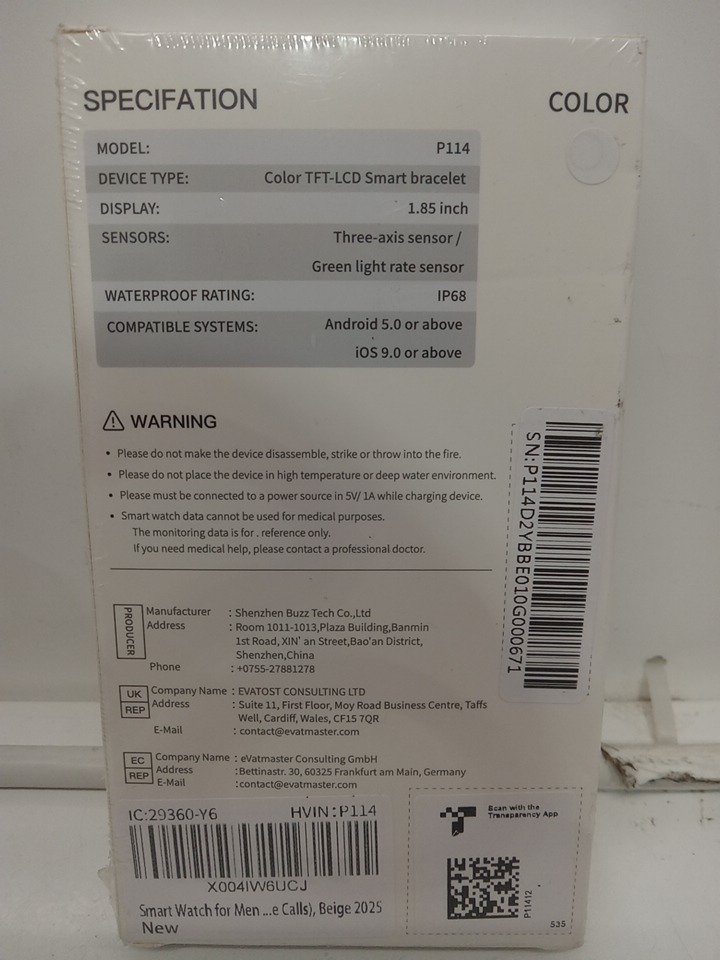 SPECIFATION
COLOR
MODEL: P114
DEVICE TYPE: Color TFT-LCD Smart bracelet
DISPLAY: 1.85 inch
SENSORS: Three-axis sensor /
Green light rate sensor
WATERPROOF RATING: IP68
COMPATIBLE SYSTEMS: Android 5.0 or above
iOS 9.0 or above
WARNING
• Please do not make the device disassemble, strike or throw into the fire.
• Please do not place the device in high temperature or deep water environment.
• Please must be connected to a power source in 5V/ 1A while charging device.
• Smart watch data cannot be used for medical purposes.
The monitoring data is for . reference only.
If you need medical help, please contact a professional doctor.
SN:P114D2YBBE010G000671
PRODUCER
Manufacturer : Shenzhen Buzz Tech Co.,Ltd
Address : Room 1011-1013,Plaza Building,Banmin
1st Road, XIN' an Street,Bao'an District,
Shenzhen,China
Phone : +0755-27881278
UK REP
Company Name : EVATOST CONSULTING LTD
Address : Suite 11, First Floor, Moy Road Business Centre, Taffs
Well, Cardiff, Wales, CF15 7QR
E-Mail : contact@evatmaster.com
EC REP
Company Name : eVatmaster Consulting GmbH
Address :Bettinastr. 30, 60325 Frankfurt am Main, Germany
E-Mail :contact@evatmaster.com
IC:29360-Y6 HVIN:P114
X004IW6UCJ
Smart Watch for Men ...e Calls), Beige 2025
New
Scan with the
Transparency App
P11412
535